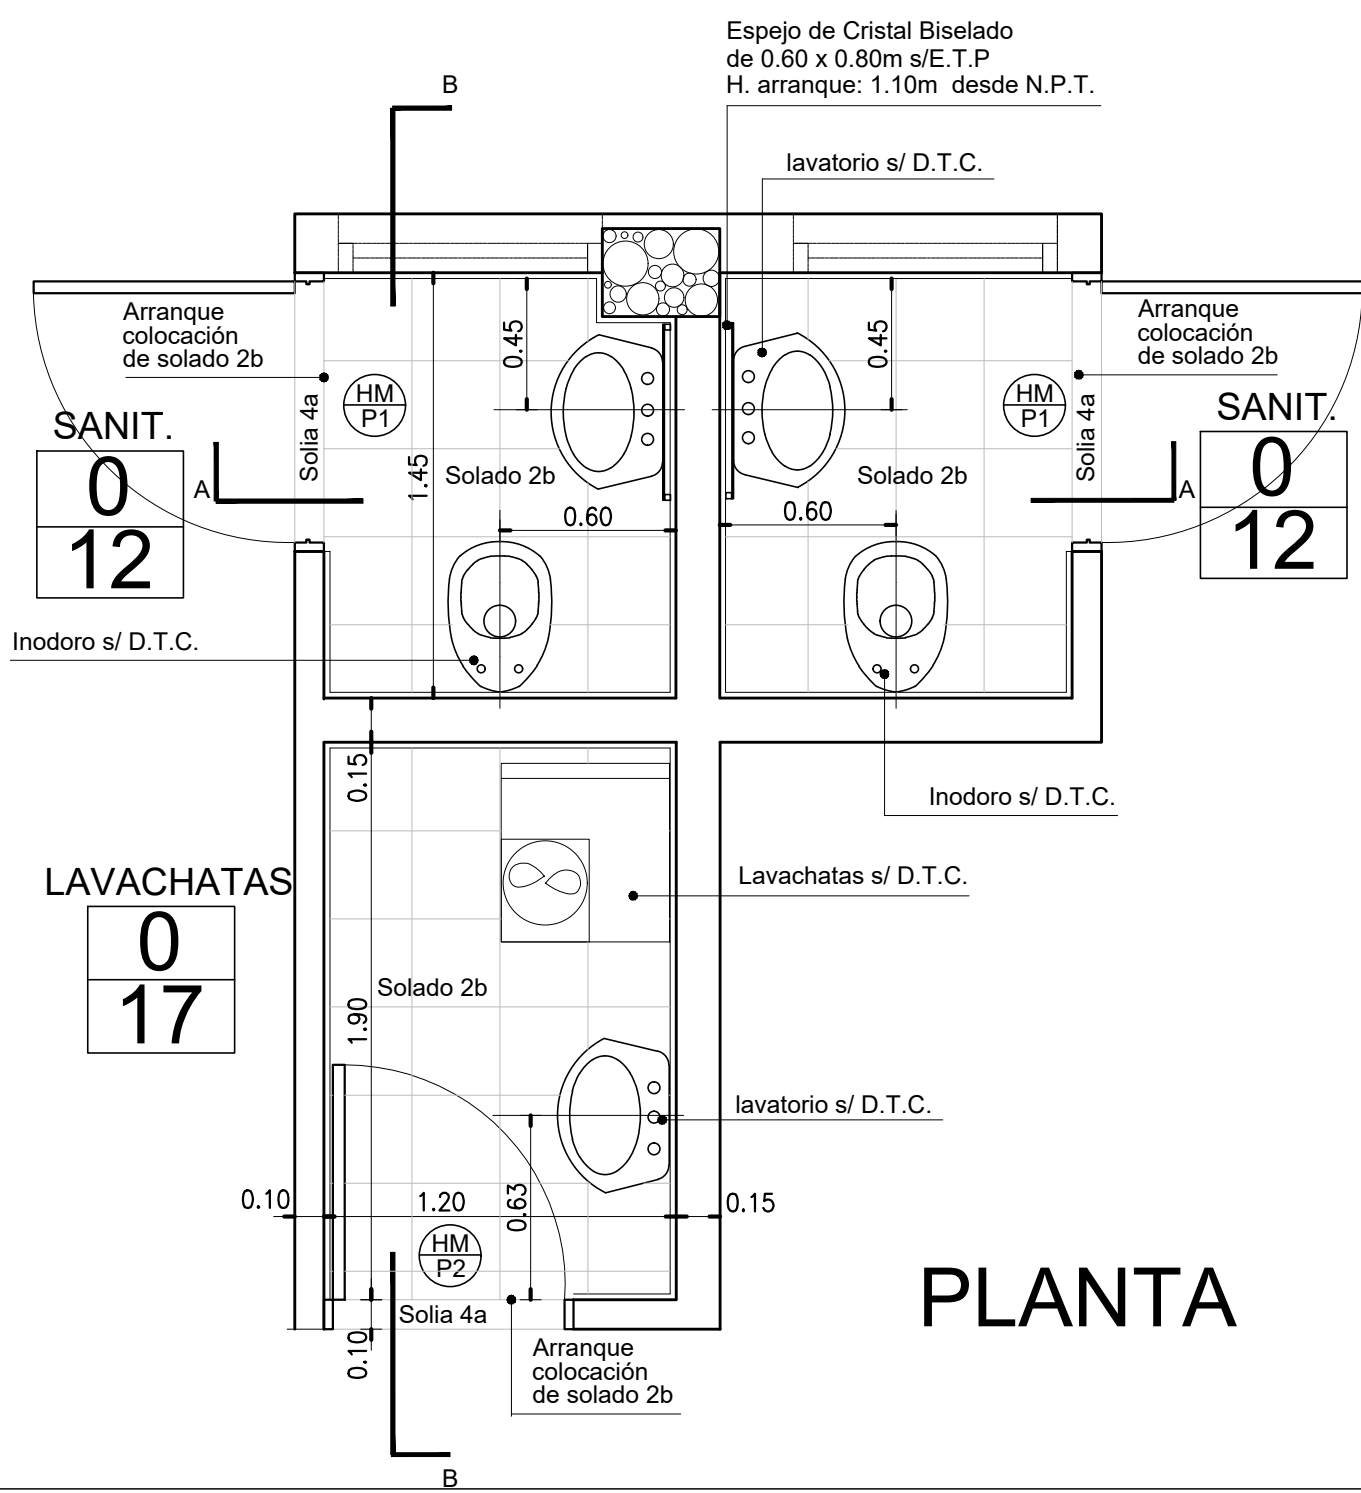 Espejo de Cristal Biselado
de 0.60 x 0.80m s/E.T.P
H. arranque: 1.10m desde N.P.T.
B
lavatorio s/ D.T.C.
Arranque
colocación
de solado 2b
Arranque
colocación
de solado 2b
0.45
0.45
HM
P1
HM
P1
Solia 4a
Solia 4a
SANIT.
0
12
SANIT.
0
12
A
A
1.45
Solado 2b
Solado 2b
0.60
0.60
Inodoro s/ D.T.C.
0.15
Inodoro s/ D.T.C.
LAVACHATAS
0
17
Lavachatas s/ D.T.C.
Solado 2b
1.90
lavatorio s/ D.T.C.
0.10
1.20
0.63
0.15
HM
P2
PLANTA
Solia 4a
0.10
Arranque
colocación
de solado 2b
B